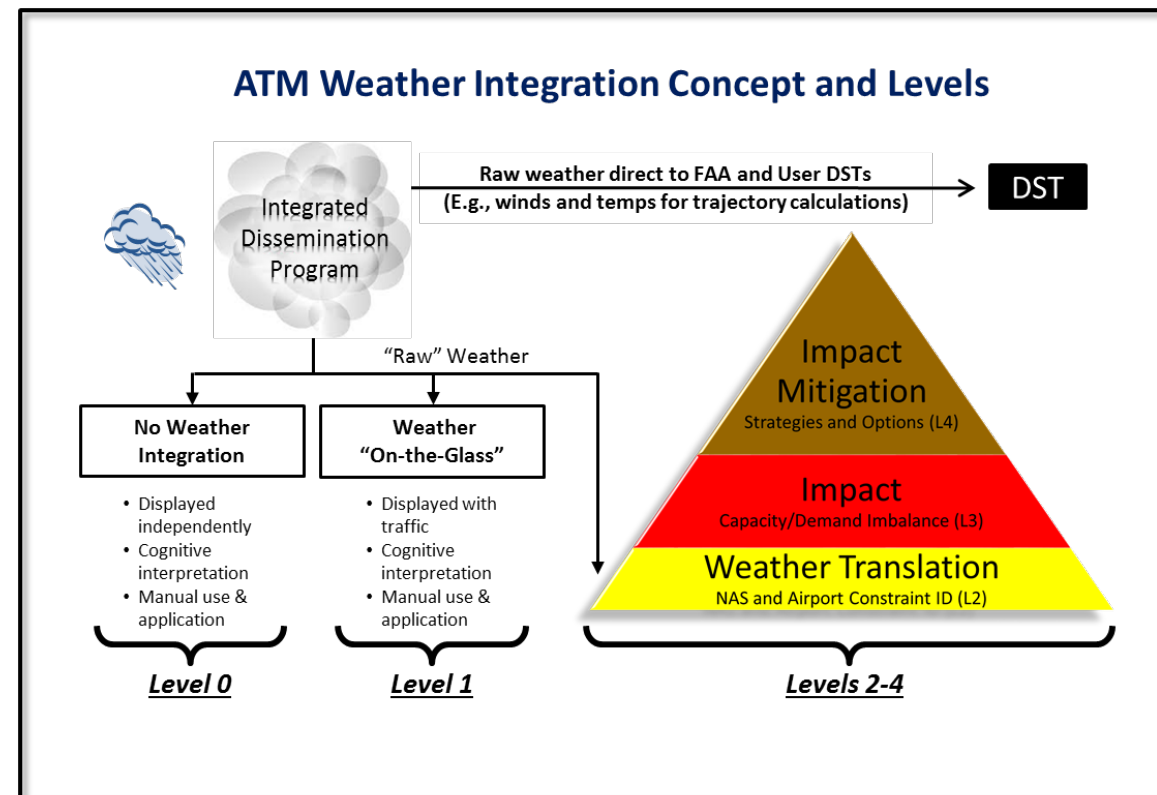 ATM Weather Integration Concept and Levels
Integrated
Dissemination
Program
Raw weather direct to FAA and User DSTs
(E.g., winds and temps for trajectory calculations)
DST
“Raw” Weather
No Weather
Integration
• Displayed
independently
• Cognitive
interpretation
• Manual use &
application
Level 0
Weather
“On-the-Glass”
• Displayed with
traffic
• Cognitive
interpretation
• Manual use &
application
Level 1
Impact
Mitigation
Strategies and Options (L4)
Impact
Capacity/Demand Imbalance (L3)
Weather Translation
NAS and Airport Constraint ID (L2)
Levels 2-4